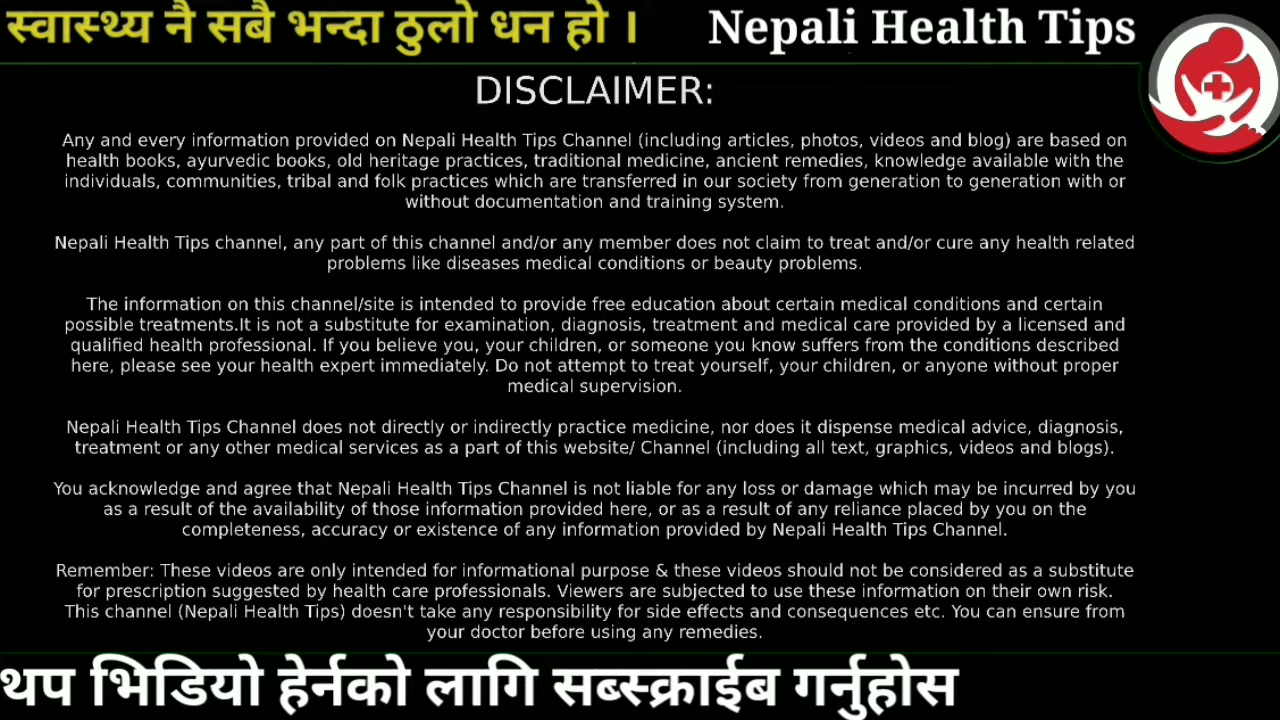 स्वास्थ्य नै सबै भन्दा ठुलो धन हो । Nepali Health Tips
DISCLAIMER:
Any and every information provided on Nepali Health Tips Channel (including articles, photos, videos and blog) are based on
health books, ayurvedic books, old heritage practices, traditional medicine, ancient remedies, knowledge available with the
individuals, communities, tribal and folk practices which are transferred in our society from generation to generation with or
without documentation and training system.
Nepali Health Tips channel, any part of this channel and/or any member does not claim to treat and/or cure any health related
problems like diseases medical conditions or beauty problems.
The information on this channel/site is intended to provide free education about certain medical conditions and certain
possible treatments.It is not a substitute for examination, diagnosis, treatment and medical care provided by a licensed and
qualified health professional. If you believe you, your children, or someone you know suffers from the conditions described
here, please see your health expert immediately. Do not attempt to treat yourself, your children, or anyone without proper
medical supervision.
Nepali Health Tips Channel does not directly or indirectly practice medicine, nor does it dispense medical advice, diagnosis,
treatment or any other medical services as a part of this website/ Channel (including all text, graphics, videos and blogs).
You acknowledge and agree that Nepali Health Tips Channel is not liable for any loss or damage which may be incurred by you
as a result of the availability of those information provided here, or as a result of any reliance placed by you on the
completeness, accuracy or existence of any information provided by Nepali Health Tips Channel.
Remember: These videos are only intended for informational purpose & these videos should not be considered as a substitute
for prescription suggested by health care professionals. Viewers are subjected to use these information on their own risk.
This channel (Nepali Health Tips) doesn't take any responsibility for side effects and consequences etc. You can ensure from
your doctor before using any remedies.
थप भिडियो हेर्नको लागि सब्स्क्राईब गर्नुहोस